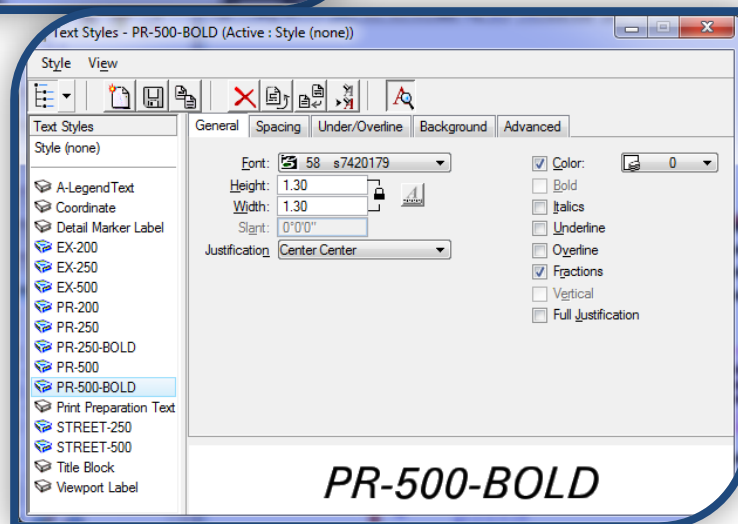 Text Styles - PR-500-BOLD (Active : Style (none))
Style View
Text Styles
General Spacing Under/Overline Background Advanced
Style (none)
A-LegendText
Coordinate
Detail Marker Label
EX-200
EX-250
EX-500
PR-200
PR-250
PR-250-BOLD
PR-500
PR-500-BOLD
Print Preparation Text
STREET-250
STREET-500
Title Block
Viewport Label
Font: 58 s7420179
Height: 1.30
Width: 1.30
Slant: 0°0'0"
Justification Center Center
Color: 0
Bold
Italics
Underline
Overline
Fractions
Vertical
Full Justification
PR-500-BOLD